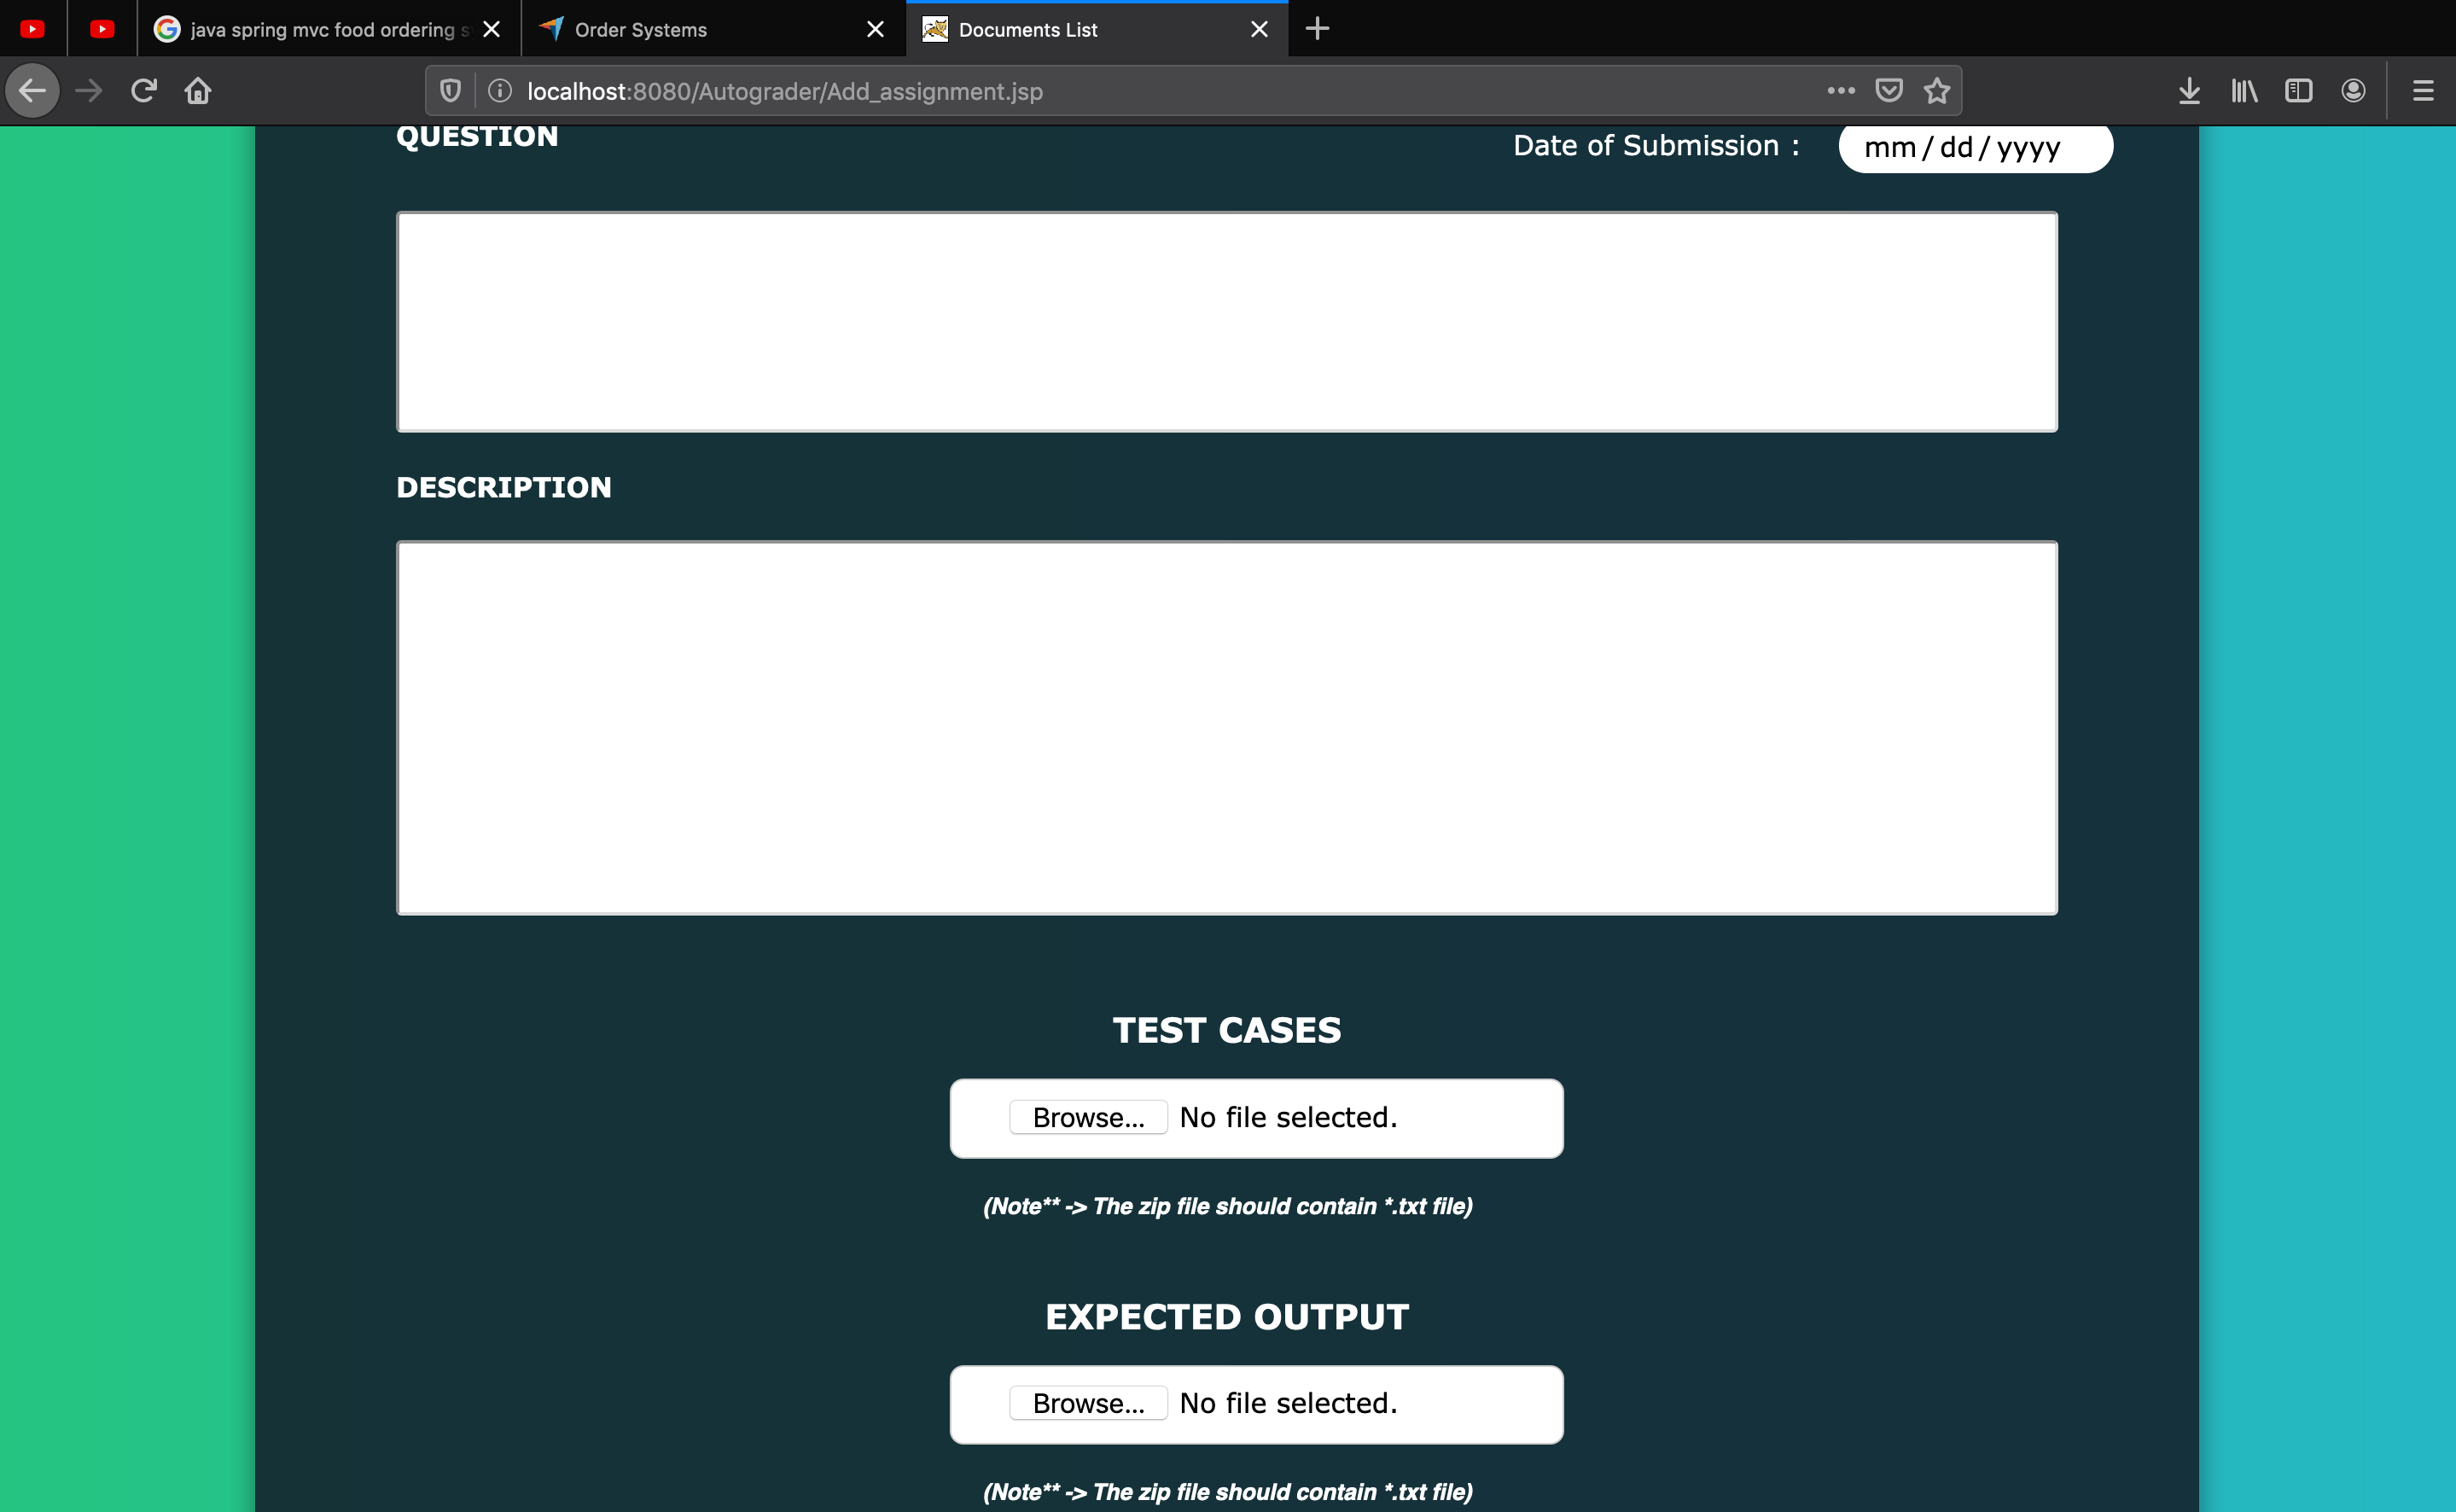 java spring mvc food ordering s
Order Systems
Documents List
localhost:8080/Autograder/Add_assignment.jsp
QUESTION
Date of Submission :
mm / dd / yyyy
DESCRIPTION
TEST CASES
Browse... No file selected.
(Note** -> The zip file should contain *.txt file)
EXPECTED OUTPUT
Browse... No file selected.
(Note** -> The zip file should contain *.txt file)